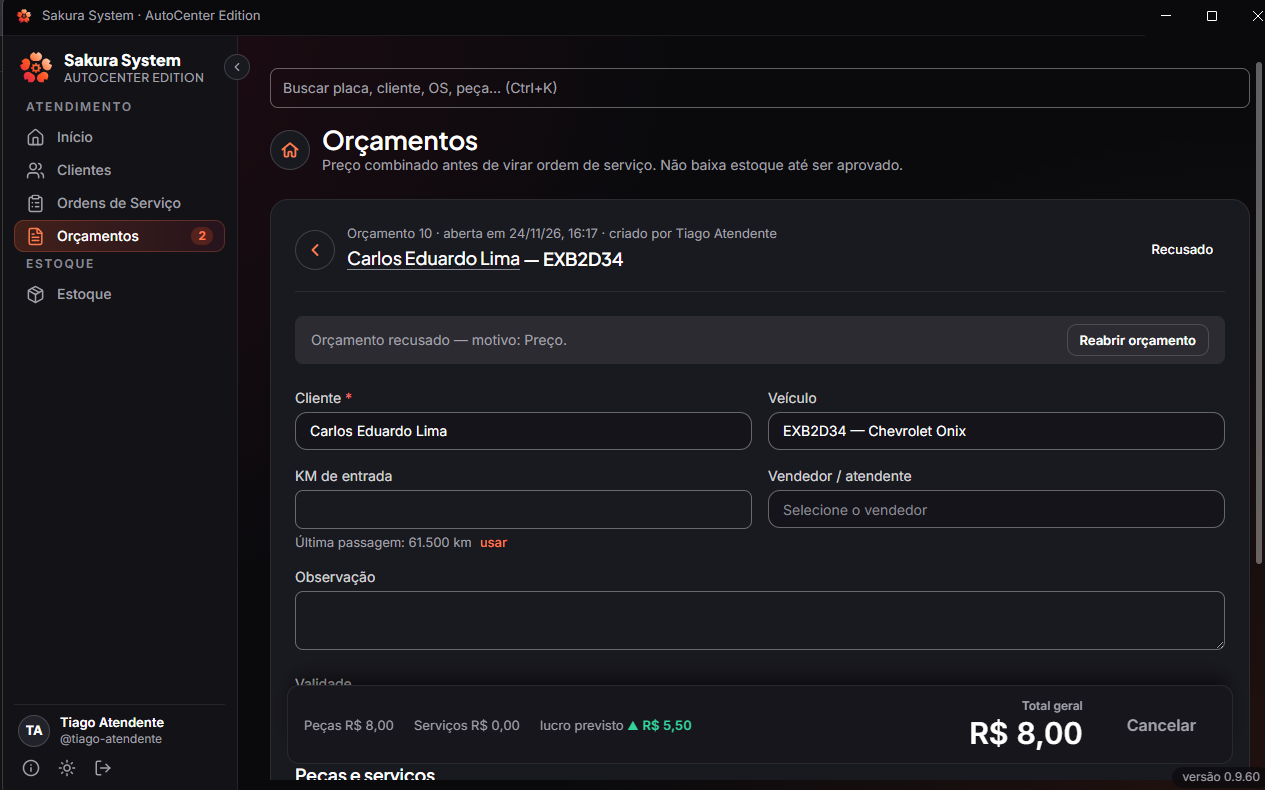 Sakura System · AutoCenter Edition
Sakura System
AUTOCENTER EDITION
ATENDIMENTO
Início
Clientes
Ordens de Serviço
Orçamentos 2
ESTOQUE
Estoque
Tiago Atendente
TA
@tiago-atendente
Buscar placa, cliente, OS, peça... (Ctrl+K)
Orçamentos
Preço combinado antes de virar ordem de serviço. Não baixa estoque até ser aprovado.
Orçamento 10 · aberta em 24/11/26, 16:17 · criado por Tiago Atendente
Carlos Eduardo Lima — EXB2D34
Recusado
Orçamento recusado — motivo: Preço.
Reabrir orçamento
Cliente *
Carlos Eduardo Lima
Veículo
EXB2D34 — Chevrolet Onix
KM de entrada
Última passagem: 61.500 km usar
Vendedor / atendente
Selecione o vendedor
Observação
Validade
Peças R$ 8,00 Serviços R$ 0,00 lucro previsto ▲ R$ 5,50
Total geral
R$ 8,00
Cancelar
Peças e serviços
versão 0.9.60